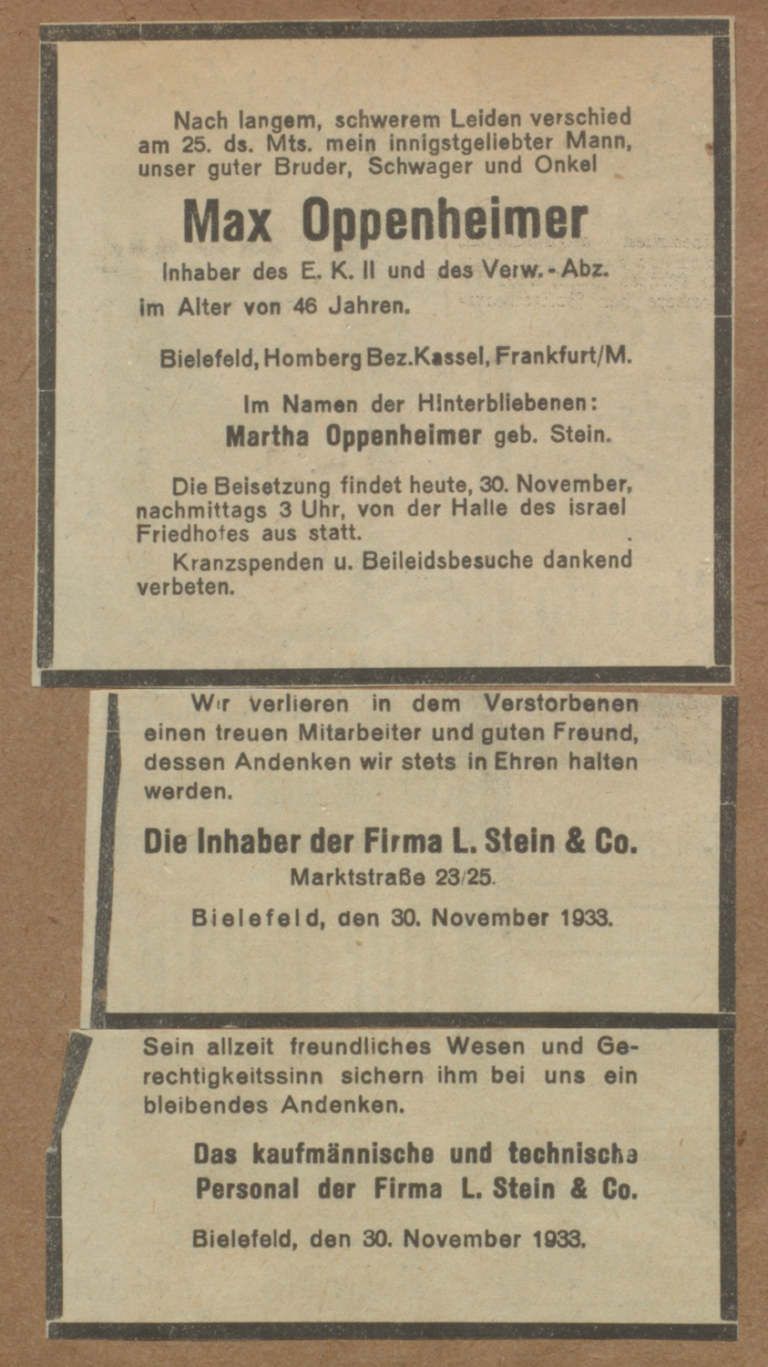 Nach langem, schwerem Leiden verschied
am 25. ds. Mts. mein innigstgeliebter Mann,
unser guter Bruder, Schwager und Onkel
Max Oppenheimer
Inhaber des E. K. II und des Verw.-Abz.
im Alter von 46 Jahren.
Bielefeld, Homberg Bez. Kassel, Frankfurt/M.
Im Namen der Hinterbliebenen:
Martha Oppenheimer geb. Stein.
Die Beisetzung findet heute, 30. November,
nachmittags 3 Uhr, von der Halle des israel
Friedhofes aus statt.
Kranzspenden u. Beileidsbesuche dankend
verbeten.
Wir verlieren in dem Verstorbenen
einen treuen Mitarbeiter und guten Freund,
dessen Andenken wir stets in Ehren halten
werden.
Die Inhaber der Firma L. Stein & Co.
Marktstraße 23/25.
Bielefeld, den 30. November 1933.
Sein allzeit freundliches Wesen und Ge-
rechtigkeitssinn sichern ihm bei uns ein
bleibendes Andenken.
Das kaufmännische und technische
Personal der Firma L. Stein & Co.
Bielefeld, den 30. November 1933.